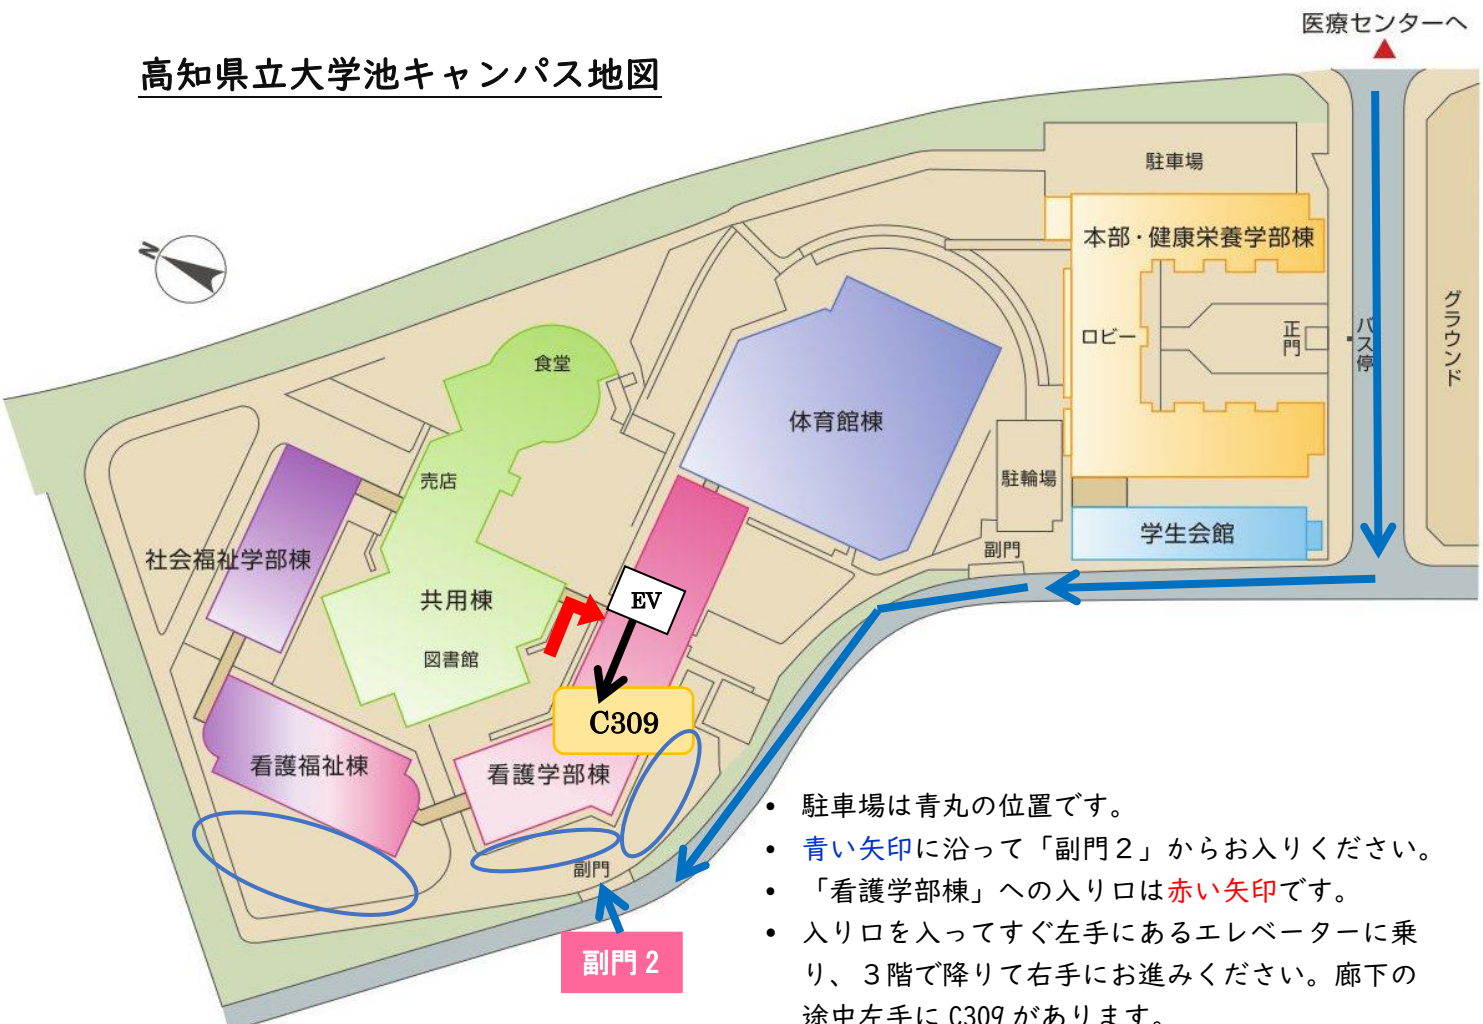 医療センターへ
高知県立大学池キャンパス地図
駐車場
本部・健康栄養学部棟
N
グラウンド
正門
バス停
ロビー
食堂
体育館棟
売店
駐輪場
学生会館
副門
社会福祉学部棟
共用棟
EV
図書館
C309
看護福祉棟
看護学部棟
副門
副門2
• 駐車場は青丸の位置です。
• 青い矢印に沂って「副門2」からお入りください。
• 「看護学部棟」への入り口は赤い矢印です。
• 入り口を入ってすぐ左手にあるエレベーターに乗
り、3階で降りて右手にお進みください。廊下の
途中左手に C309 があります。